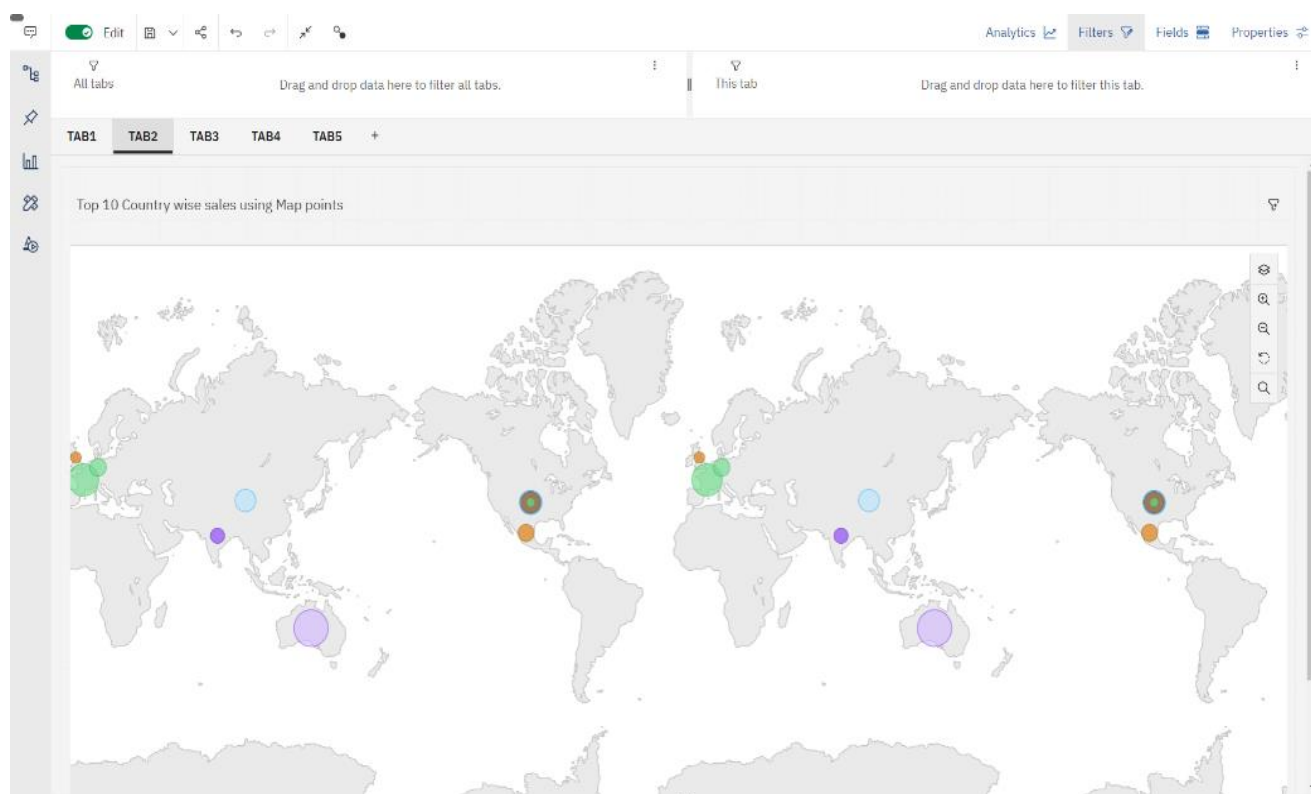 Edit
Analytics
Filters
Fields
Properties
All tabs
Drag and drop data here to filter all tabs.
This tab
Drag and drop data here to filter this tab.
TAB1 TAB2 TAB3 TAB4 TAB5 +
Top 10 Country wise sales using Map points